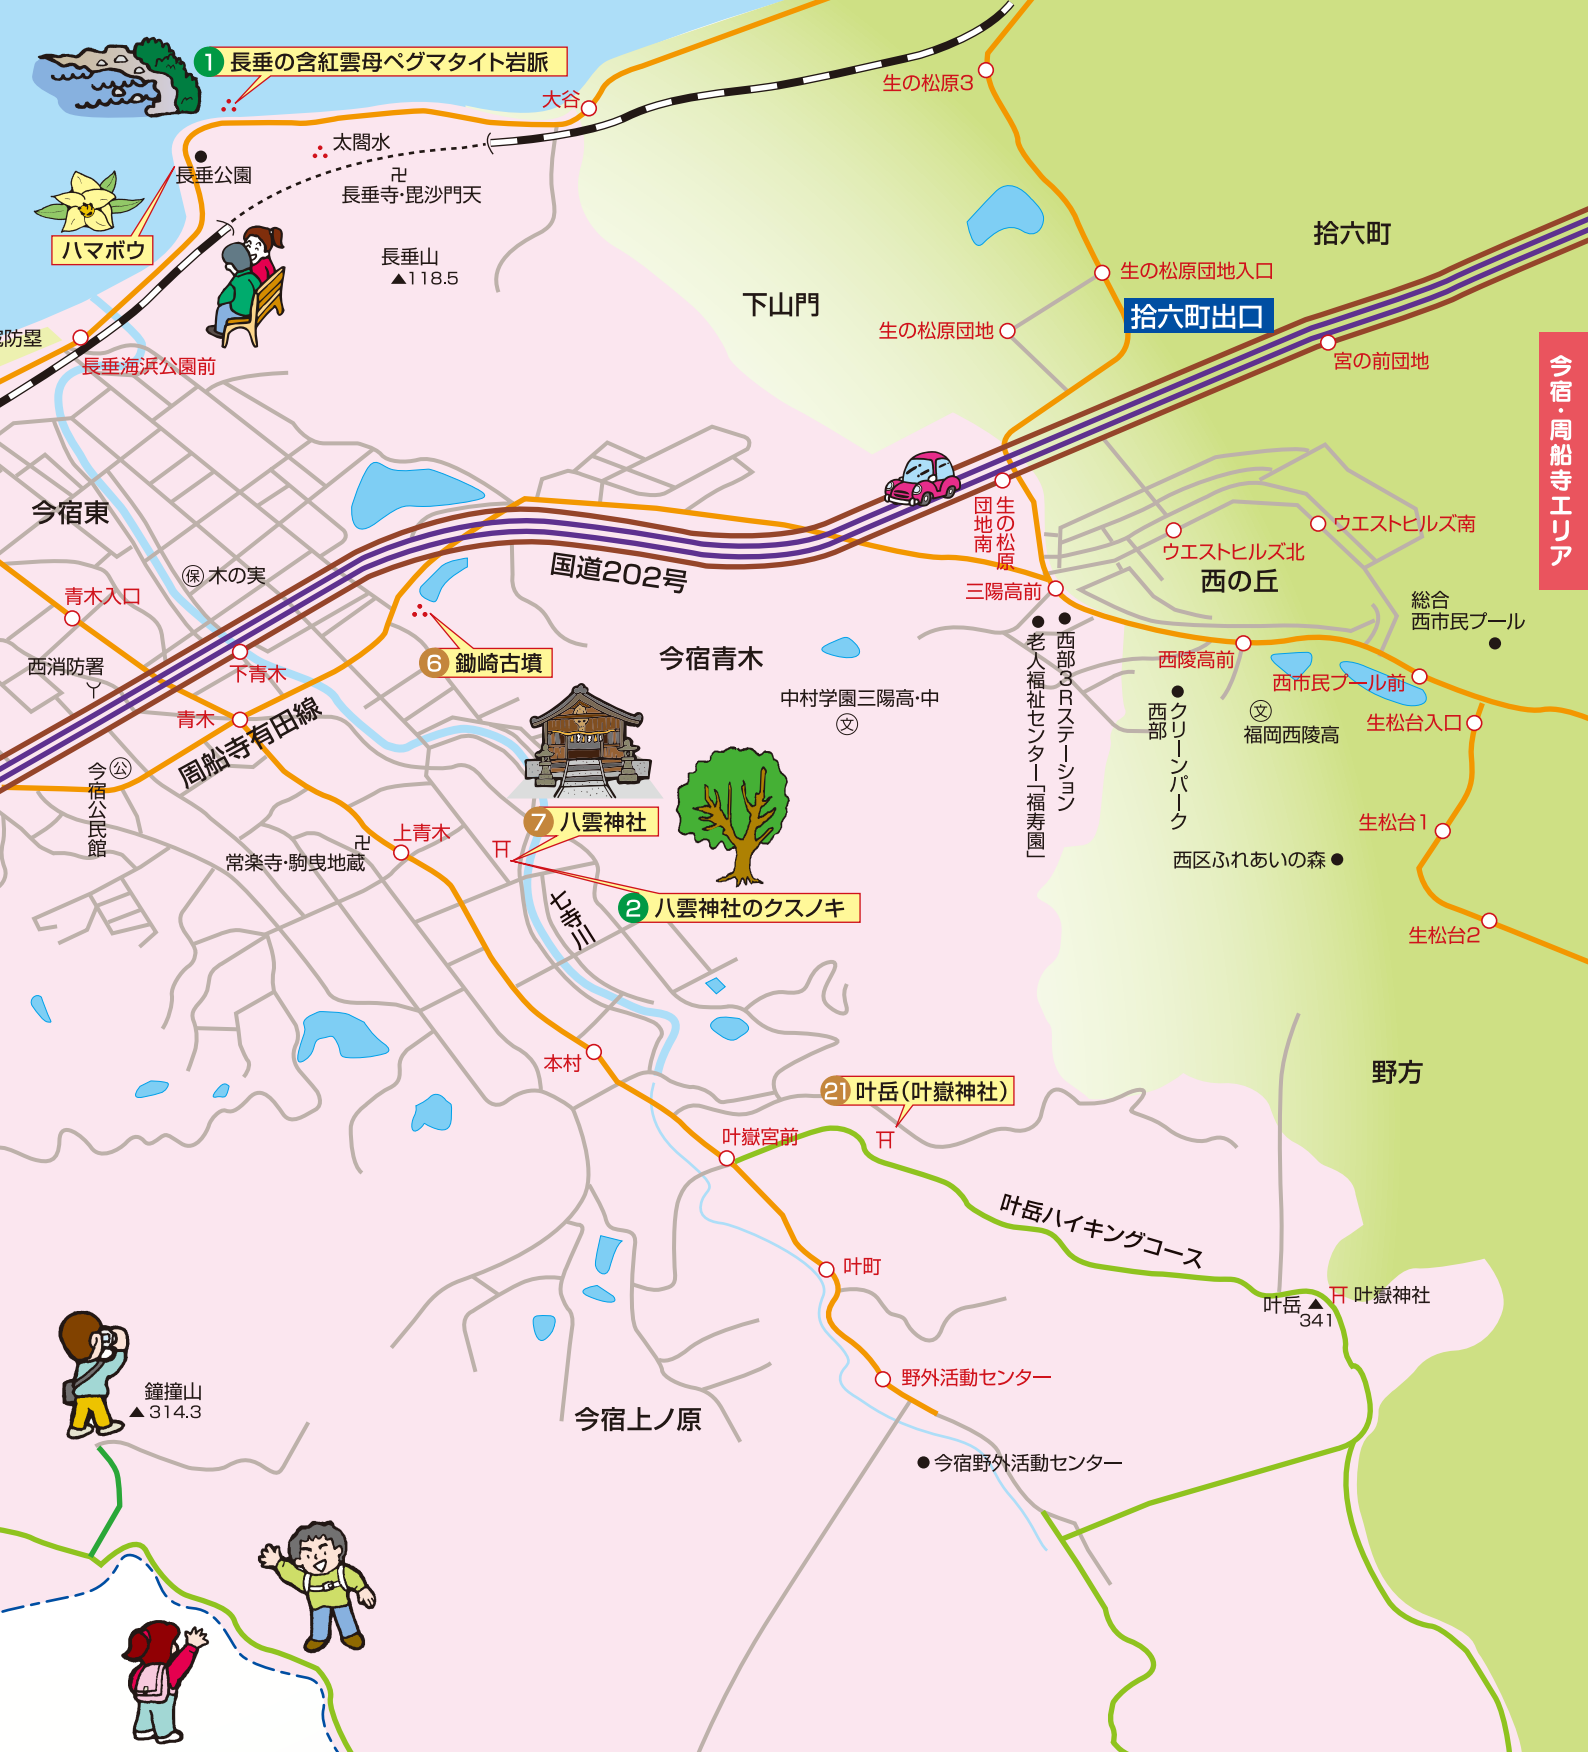 1 長垂の含紅雲母ペグマタイト岩脈
大谷
生の松原3
太閤水
長垂公園
卍
長垂寺・毘沙門天
ハマボウ
長垂山
▲118.5
拾六町
下山門
生の松原団地入口
生の松原団地
拾六町出口
防塁
長垂海浜公園前
宮の前団地
今宿・周船寺エリア
今宿東
生の松原
団地南
ウエストヒルズ南
ウエストヒルズ北
国道202号
保 木の実
西の丘
三陽高前
青木入口
総合
西市民プール
6 鋤崎古墳
今宿青木
西消防署
下青木
西部3Rステーション
老人福祉センター「福寿園」
西陵高前
西市民プール前
中村学園三陽高・中
文
青木
周船寺有田線
クリーンパーク
西部
文
福岡西陵高
生松台入口
公
今宿公民館
7 八雲神社
上青木
卍
常楽寺・駒曳地蔵
生松台1
西区ふれあいの森
2 八雲神社のクスノキ
七寺川
生松台2
本村
野方
21 叶岳(叶嶽神社)
叶嶽宮前
叶岳ハイキングコース
叶町
叶嶽神社
叶岳▲
341
野外活動センター
鐘撞山
▲314.3
今宿上ノ原
今宿野外活動センター